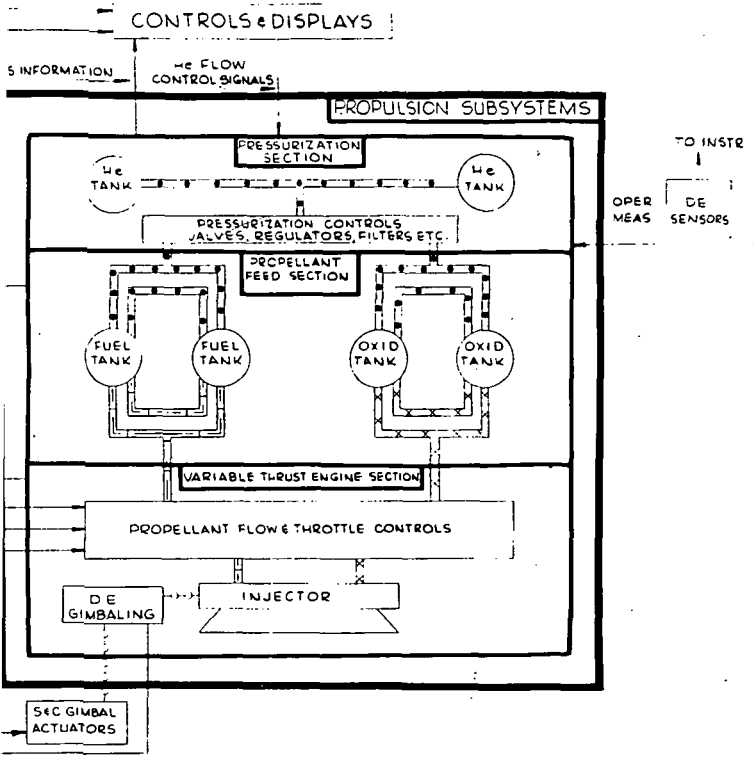 CONTROLS & DISPLAYS
S INFORMATION
He FLOW
CONTROL SIGNALS
PROPULSION SUBSYSTEMS
PRESSURIZATION
SECTION
TO INSTR
He
TANK
He
TANK
OPER
MEAS
DE
SENSORS
PRESSURIZATION CONTROLS
VALVES, REGULATORS, FILTERS ETC.
PROPELLANT
FEED SECTION
FUEL
TANK
FUEL
TANK
OXID
TANK
OXID
TANK
VARIABLE THRUST ENGINE SECTION
PROPELLANT FLOW & THROTTLE CONTROLS
DE
GIMBALING
INJECTOR
S&C GIMBAL
ACTUATORS